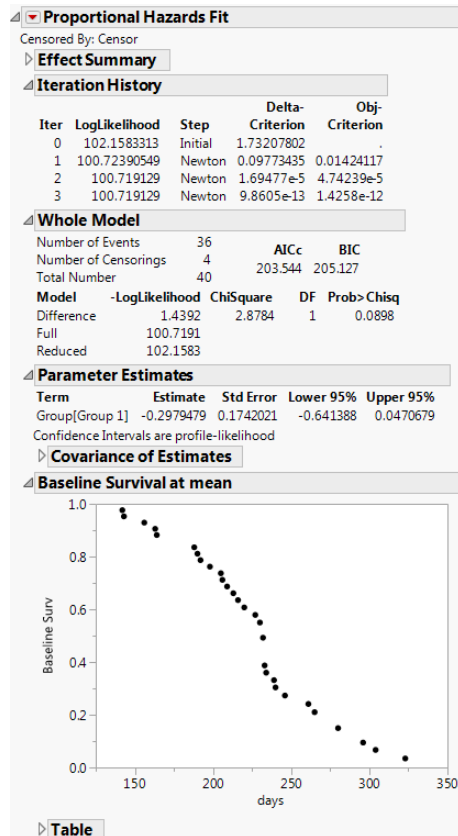 Proportional Hazards Fit
Censored By: Censor
Effect Summary
Iteration History
Delta- Obj-
Iter LogLikelihood Step Criterion Criterion
0 102.1583313 Initial 1.73207802 .
1 100.72390549 Newton 0.09773435 0.01424117
2 100.719129 Newton 1.69477e-5 4.74239e-5
3 100.719129 Newton 9.8605e-13 1.4258e-12
Whole Model
Number of Events 36
Number of Censorings 4
Total Number 40
AICc BIC
203.544 205.127
Model -LogLikelihood ChiSquare DF Prob>Chisq
Difference 1.4392 2.8784 1 0.0898
Full 100.7191
Reduced 102.1583
Parameter Estimates
Term Estimate Std Error Lower 95% Upper 95%
Group[Group 1] -0.2979479 0.1742021 -0.641388 0.0470679
Confidence Intervals are profile-likelihood
Covariance of Estimates
Baseline Survival at mean
1.0
0.8
0.6
0.4
0.2
0.0
Baseline Surv
150 200 250 300 350
days
Table